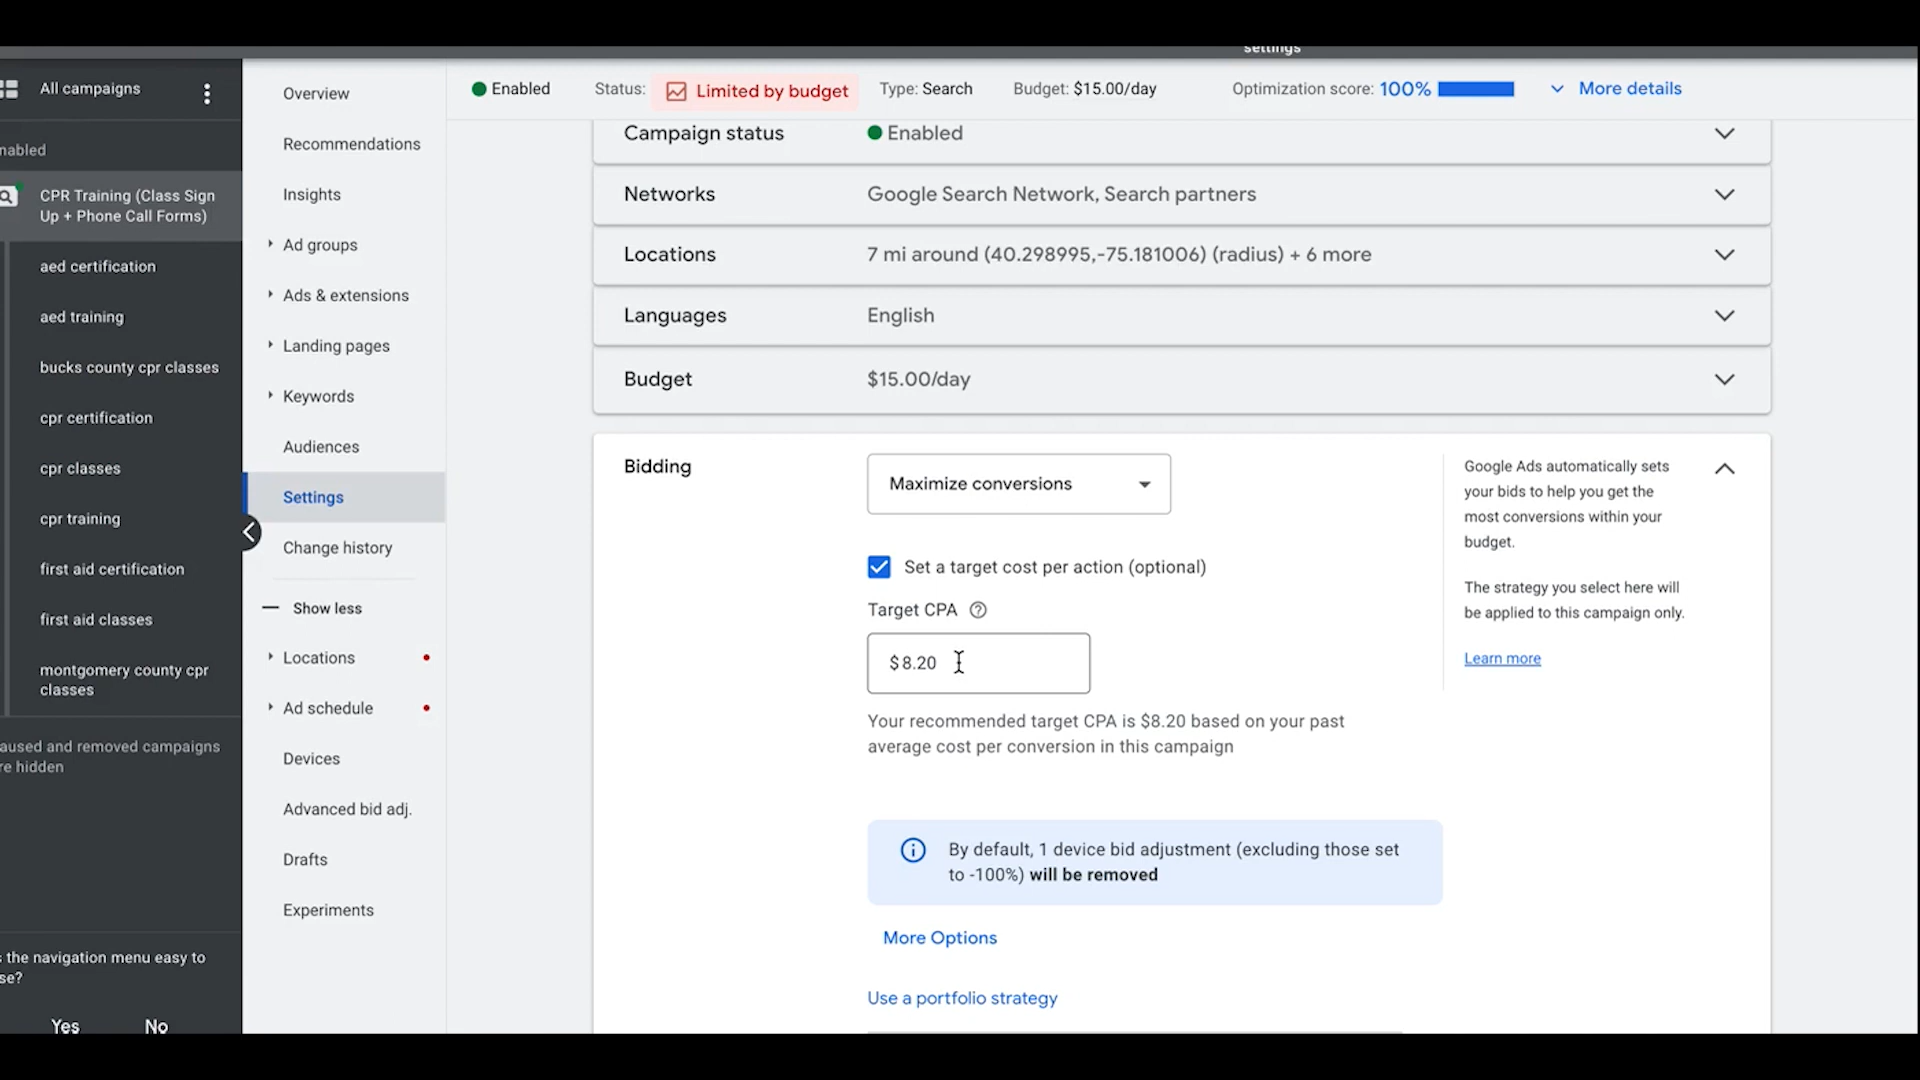 settings
All campaigns
nabled
CPR Training (Class Sign
Up + Phone Call Forms)
aed certification
aed training
bucks county cpr classes
cpr certification
cpr classes
cpr training
first aid certification
first aid classes
montgomery county cpr
classes
aused and removed campaigns
re hidden
s the navigation menu easy to
se?
Yes No
Overview
Recommendations
Insights
Ad groups
Ads & extensions
Landing pages
Keywords
Audiences
Settings
Change history
Show less
Locations
Ad schedule
Devices
Advanced bid adj.
Drafts
Experiments
Enabled Status: Limited by budget Type: Search Budget: $15.00/day Optimization score: 100% More details
Campaign status Enabled
Networks Google Search Network, Search partners
Locations 7 mi around (40.298995,-75.181006) (radius) + 6 more
Languages English
Budget $15.00/day
Bidding
Maximize conversions
Set a target cost per action (optional)
Target CPA
$8.20
Your recommended target CPA is $8.20 based on your past
average cost per conversion in this campaign
By default, 1 device bid adjustment (excluding those set
to -100%) will be removed
More Options
Use a portfolio strategy
Google Ads automatically sets
your bids to help you get the
most conversions within your
budget.
The strategy you select here will
be applied to this campaign only.
Learn more